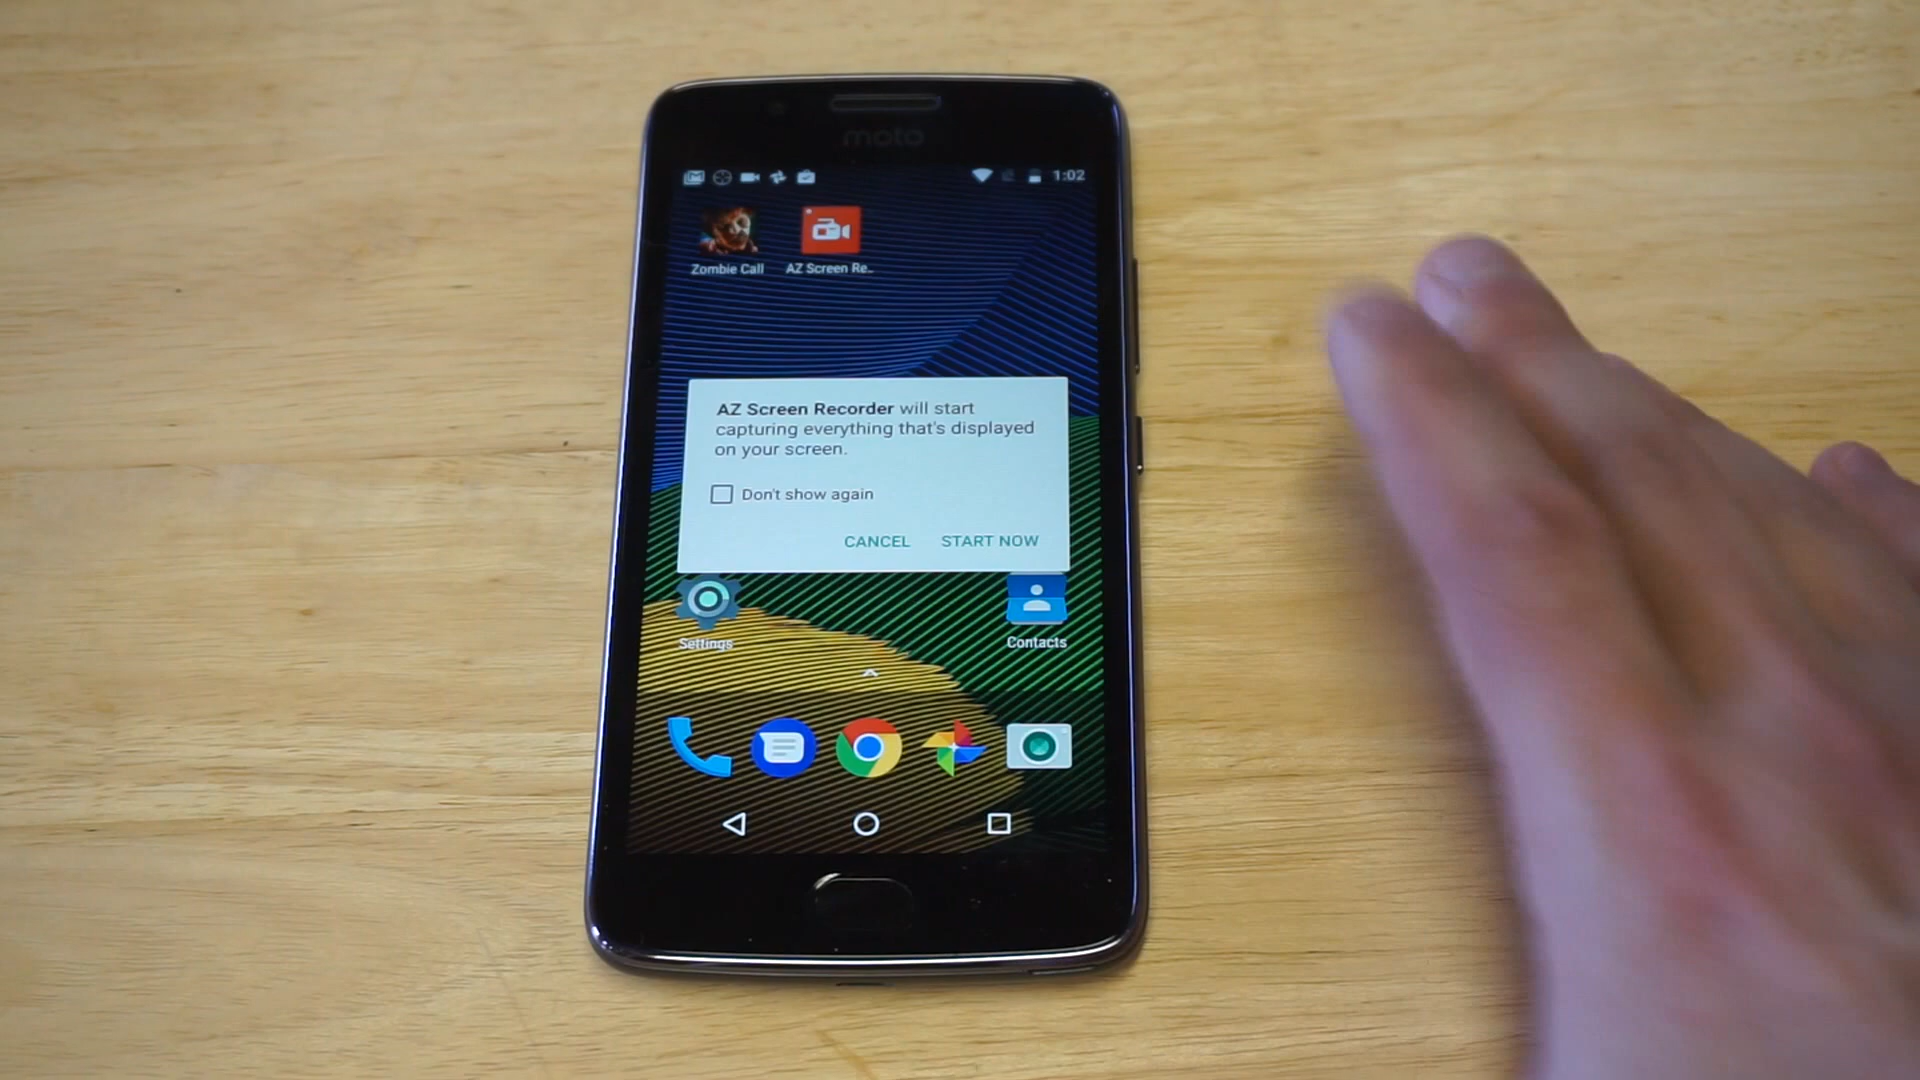 moto
1:02
Zombie Call
AZ Screen Re..
AZ Screen Recorder will start
capturing everything that's displayed
on your screen.
Don't show again
CANCEL START NOW
Settings
Contacts